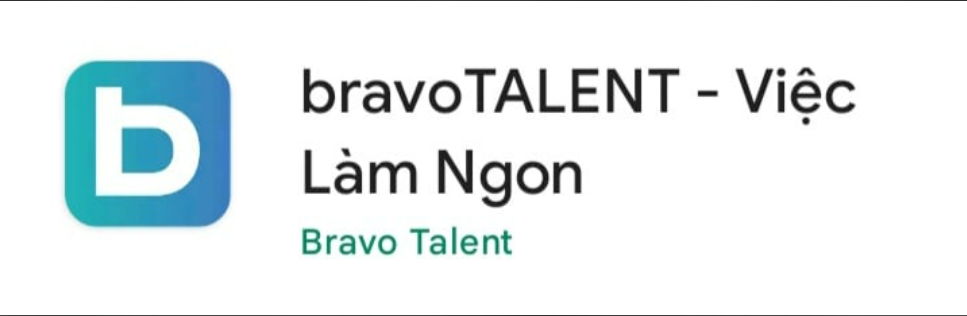 b
bravoTALENT - Việc
Làm Ngon
Bravo Talent